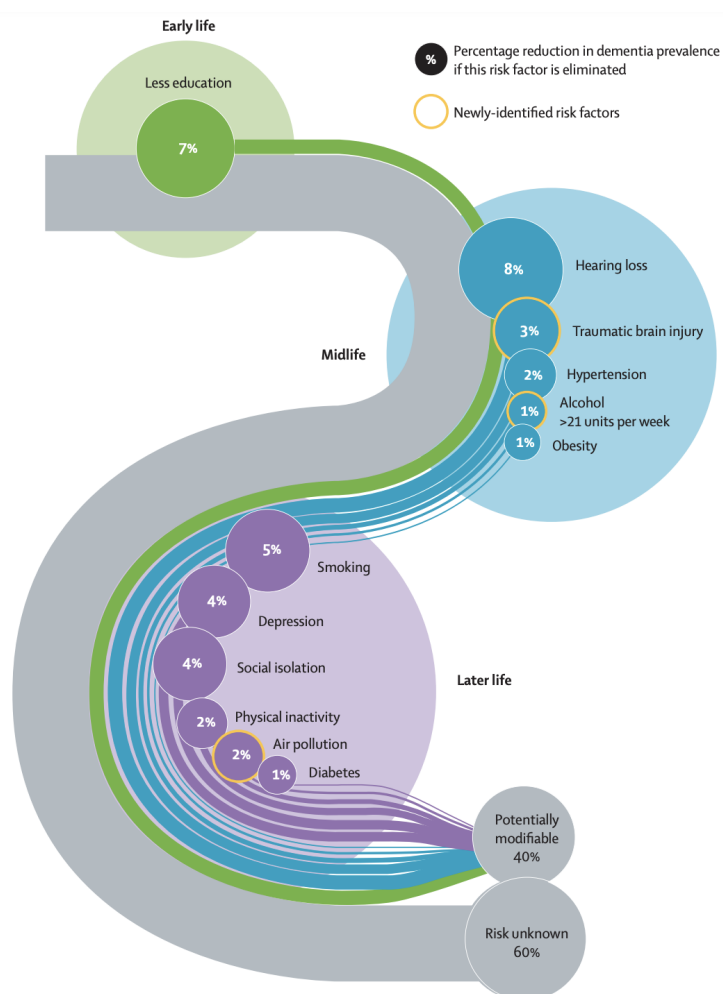 Early life
%
Percentage reduction in dementia prevalence
if this risk factor is eliminated
Newly-identified risk factors
Less education
7%
8%
Hearing loss
3%
Traumatic brain injury
Midlife
2%
Hypertension
1%
Alcohol
>21 units per week
1%
Obesity
5%
Smoking
4%
Depression
4%
Social isolation
Later life
2%
Physical inactivity
2%
Air pollution
1%
Diabetes
Potentially
modifiable
40%
Risk unknown
60%